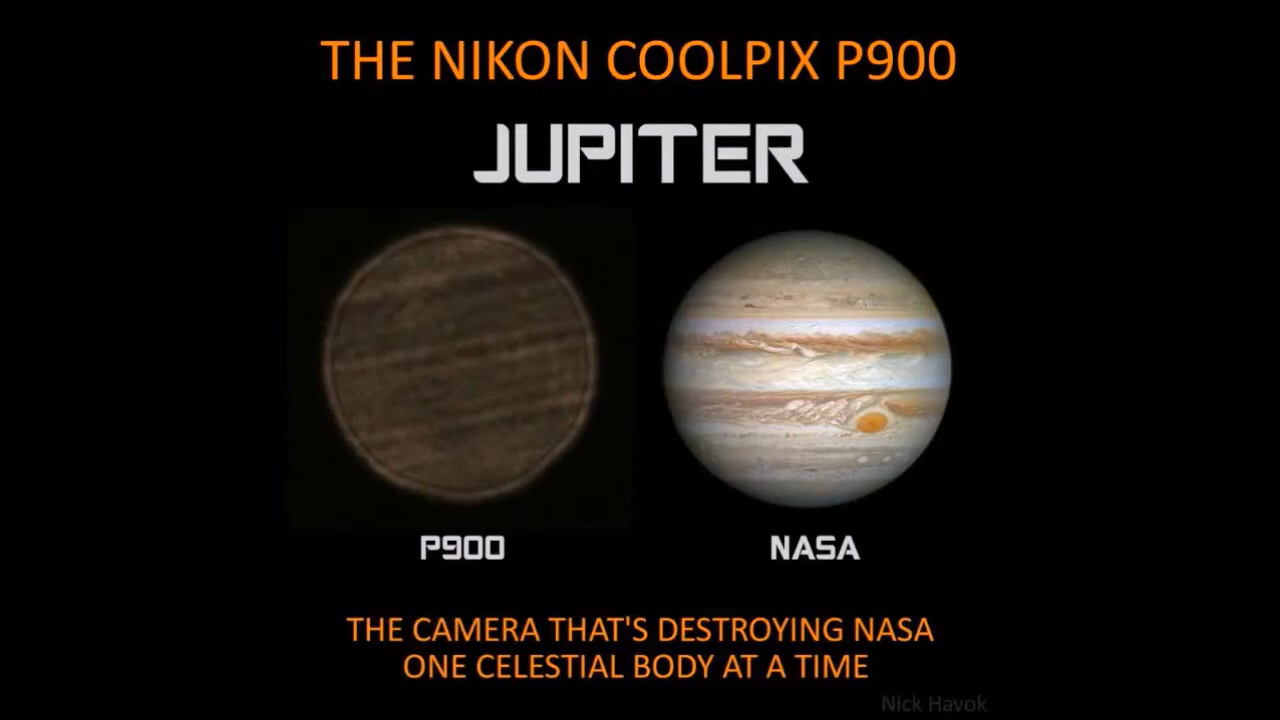 THE NIKON COOLPIX P900
JUPITER
P900
NASA
THE CAMERA THAT'S DESTROYING NASA
ONE CELESTIAL BODY AT A TIME
Nick Havok